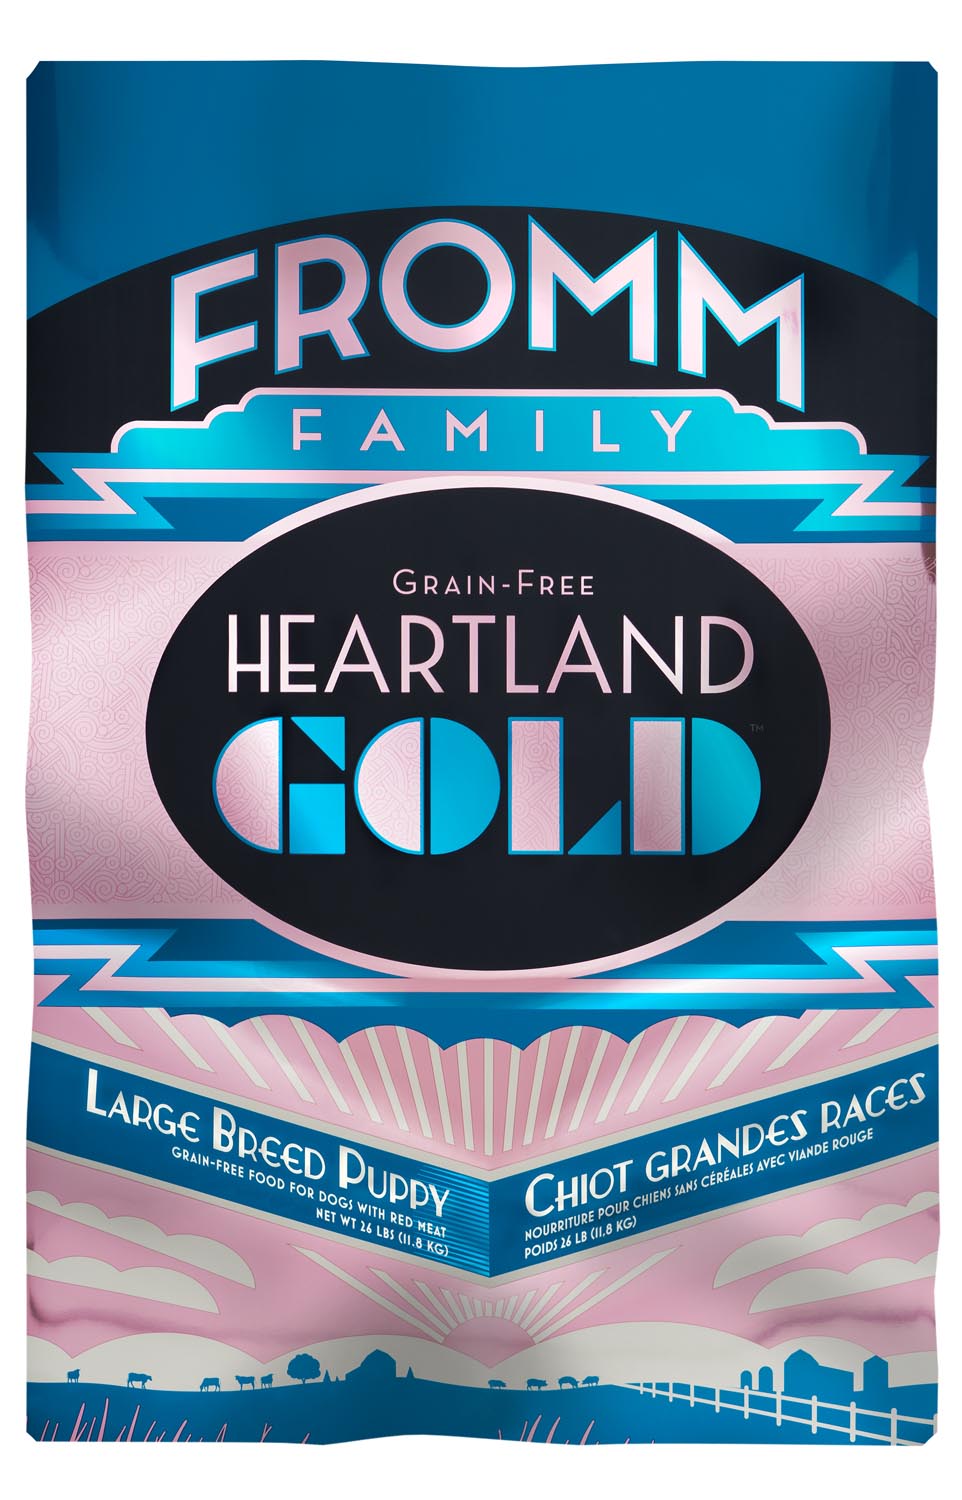 FROMM
FAMILY
GRAIN-FREE
HEARTLAND
GOLD™
LARGE BREED PUPPY
GRAIN-FREE FOOD FOR DOGS WITH RED MEAT
NET WT 26 LBS (11.8 KG)
CHIOT GRANDES RACES
NOURRITURE POUR CHIENS SANS CÉRÉALES AVEC VIANDE ROUGE
POIDS 26 LB (11.8 KG)